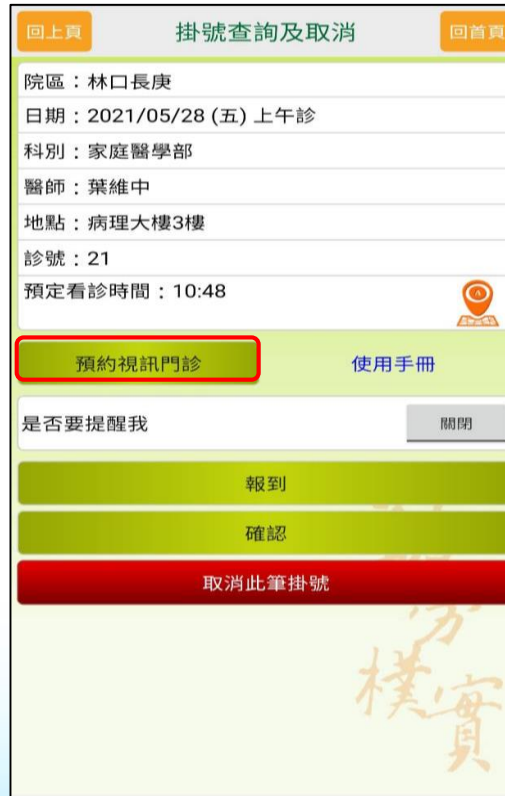 回上頁 掛號查詢及取消 回首頁
院區：林口長庚
日期：2021/05/28 (五) 上午診
科別：家庭醫學部
醫師：葉維中
地點：病理大樓3樓
診號：21
預定看診時間：10:48
預約視訊門診 使用手冊
是否要提醒我 關閉
報到
確認
取消此筆掛號
樸實